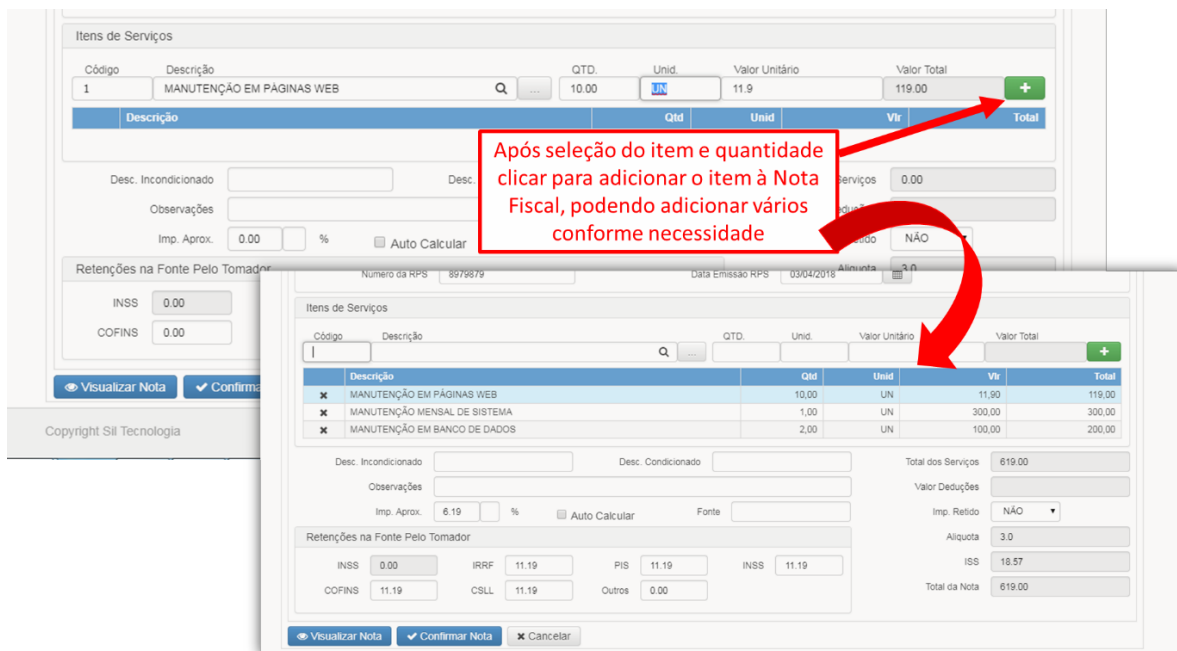 Itens de Serviços
Código Descrição QTD. Unid. Valor Unitário Valor Total
1 MANUTENÇÃO EM PÁGINAS WEB ... 10.00 UN 11.9 119.00 +
Descrição Qtd Unid Vlr Total
Após seleção do item e quantidade
clicar para adicionar o item à Nota
Fiscal, podendo adicionar vários
conforme necessidade
Desc. Incondicionado Desc. Serviços 0.00
Observações
Imp. Aprox. 0.00 % Auto Calcular NÃO
Retenções na Fonte Pelo Tomador Aliquota 3.0
INSS 0.00
COFINS 0.00
Visualizar Nota Confirma
Copyright Sil Tecnologia
Número da RPS 8979879 Data Emissão RPS 03/04/2018
Itens de Serviços
Código Descrição QTD. Unid. Valor Unitário Valor Total
... +
Descrição Qtd Unid Vlr Total
MANUTENÇÃO EM PÁGINAS WEB 10,00 UN 11,90 119,00
MANUTENÇÃO MENSAL DE SISTEMA 1,00 UN 300,00 300,00
MANUTENÇÃO EM BANCO DE DADOS 2,00 UN 100,00 200,00
Desc. Incondicionado Desc. Condicionado Total dos Serviços 619.00
Observações Valor Deduções
Imp. Aprox. 6.19 % Auto Calcular Fonte Imp. Retido NÃO
Retenções na Fonte Pelo Tomador Aliquota 3.0
INSS 0.00 IRRF 11.19 PIS 11.19 INSS 11.19 ISS 18.57
COFINS 11.19 CSLL 11.19 Outros 0.00 Total da Nota 619.00
Visualizar Nota Confirmar Nota Cancelar